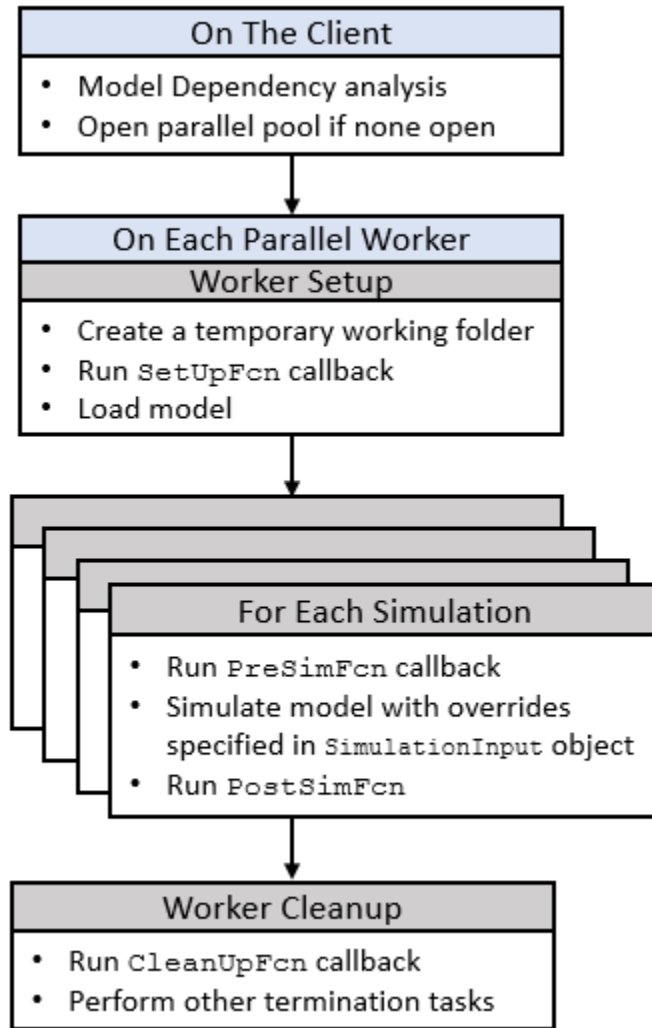 On The Client
• Model Dependency analysis
• Open parallel pool if none open
On Each Parallel Worker
Worker Setup
• Create a temporary working folder
• Run SetUpFcn callback
• Load model
For Each Simulation
• Run PreSimFcn callback
• Simulate model with overrides
specified in SimulationInput object
• Run PostSimFcn
Worker Cleanup
• Run CleanUpFcn callback
• Perform other termination tasks